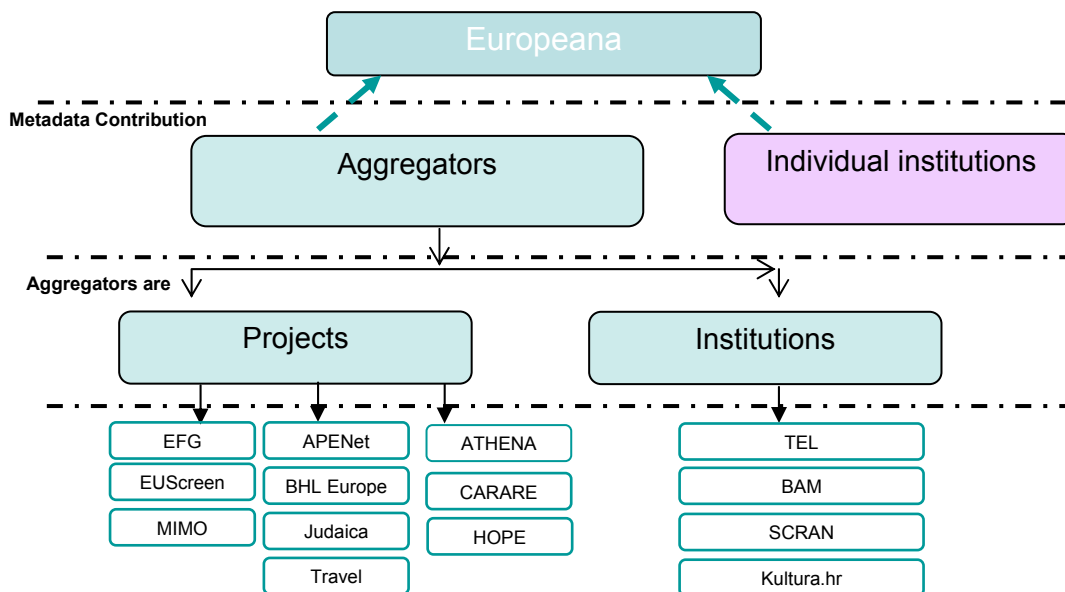 Europeana
Metadata Contribution
Aggregators
Individual institutions
Aggregators are
Projects
Institutions
EFG
EUScreen
MIMO
APENet
BHL Europe
Judaica
Travel
ATHENA
CARARE
HOPE
TEL
BAM
SCRAN
Kultura.hr